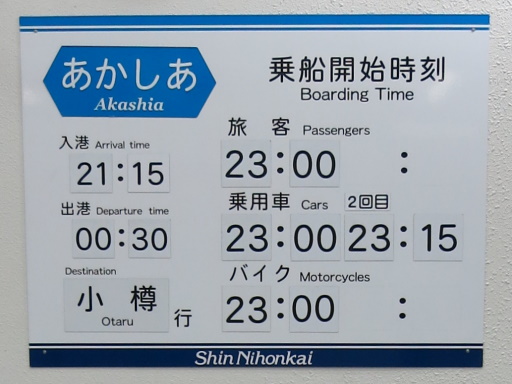 あかしあ
Akashia
乗船開始時刻
Boarding Time
入港 Arrival time
21:15
出港 Departure time
00:30
Destination
小樽 行
Otaru
旅客 Passengers
23:00 :
乗用車 Cars 2回目
23:00 23:15
バイク Motorcycles
23:00 :
Shin Nihonkai